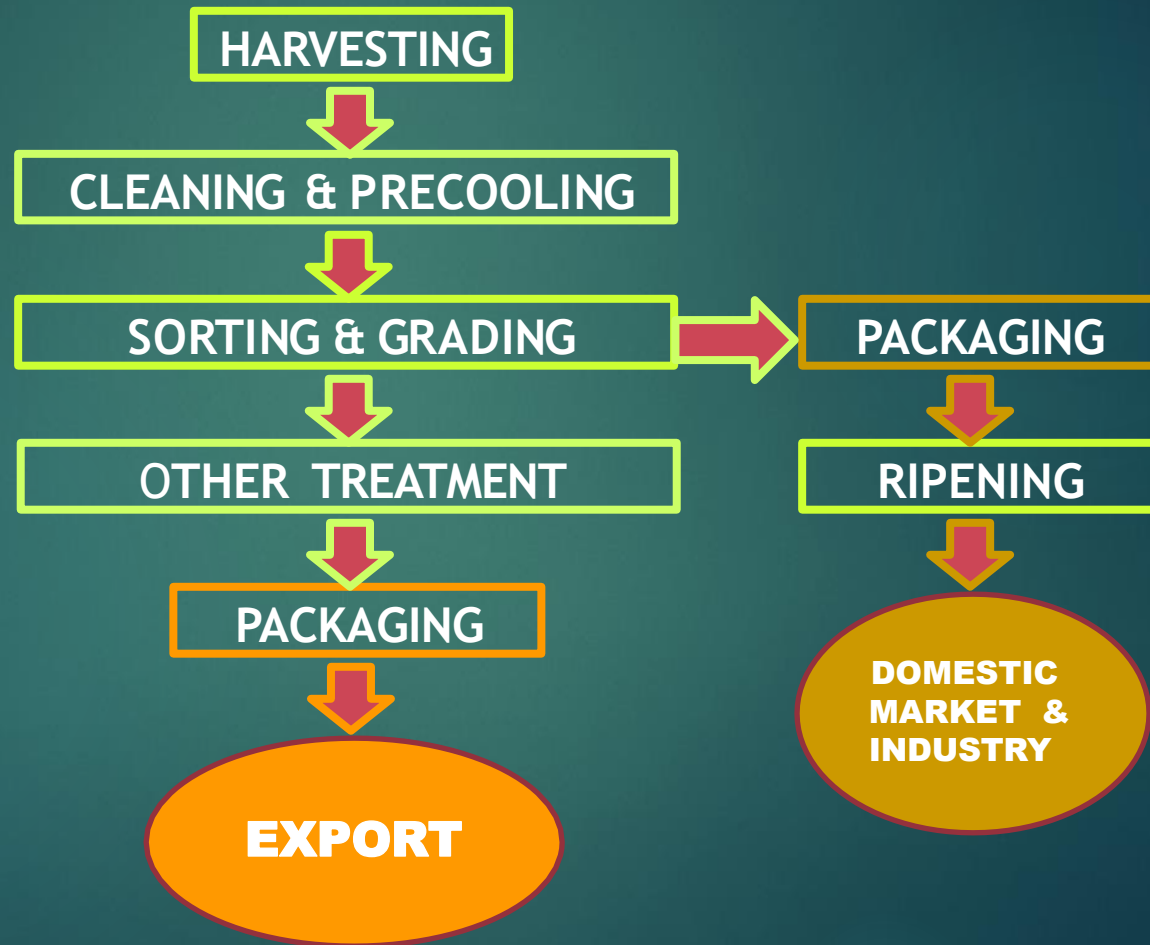 HARVESTING
CLEANING & PRECOOLING
SORTING & GRADING
PACKAGING
OTHER TREATMENT
RIPENING
PACKAGING
DOMESTIC
MARKET &
INDUSTRY
EXPORT